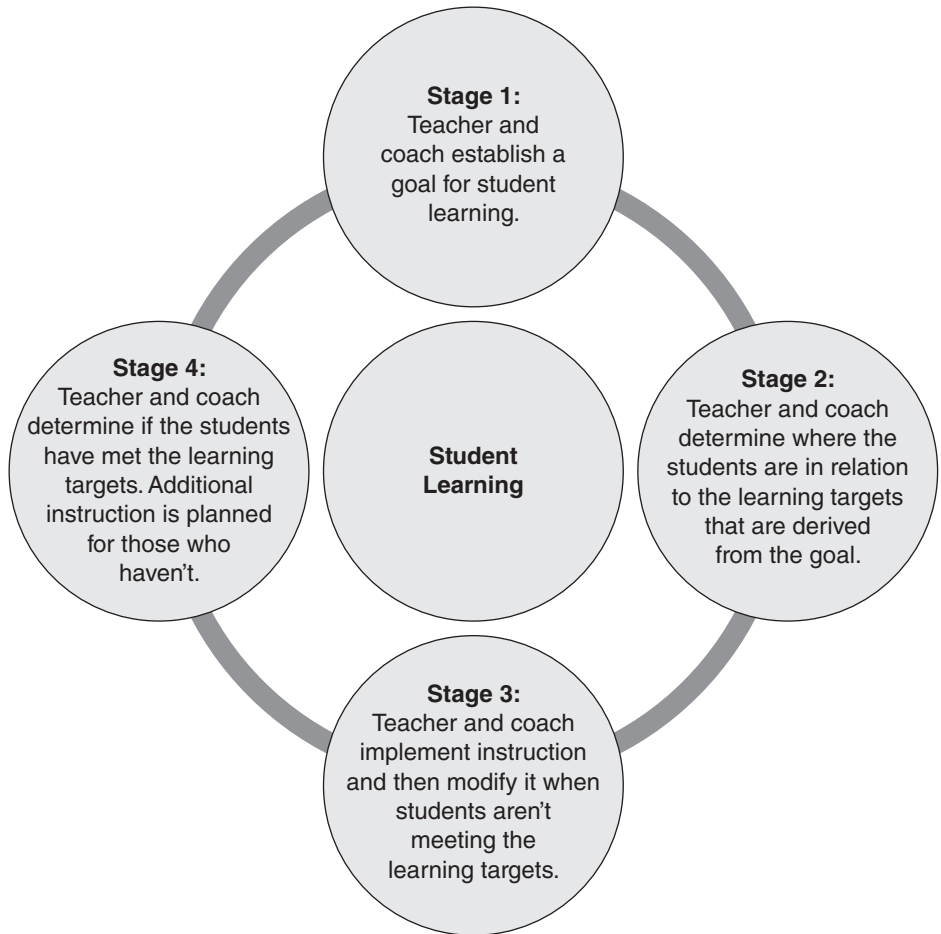 Stage 1:
Teacher and
coach establish a
goal for student
learning.
Stage 2:
Teacher and coach
determine where the
students are in relation
to the learning targets
that are derived
from the goal.
Stage 3:
Teacher and coach
implement instruction
and then modify it when
students aren't
meeting the
learning targets.
Stage 4:
Teacher and coach
determine if the students
have met the learning
targets. Additional
instruction is planned
for those who
haven't.
Student
Learning